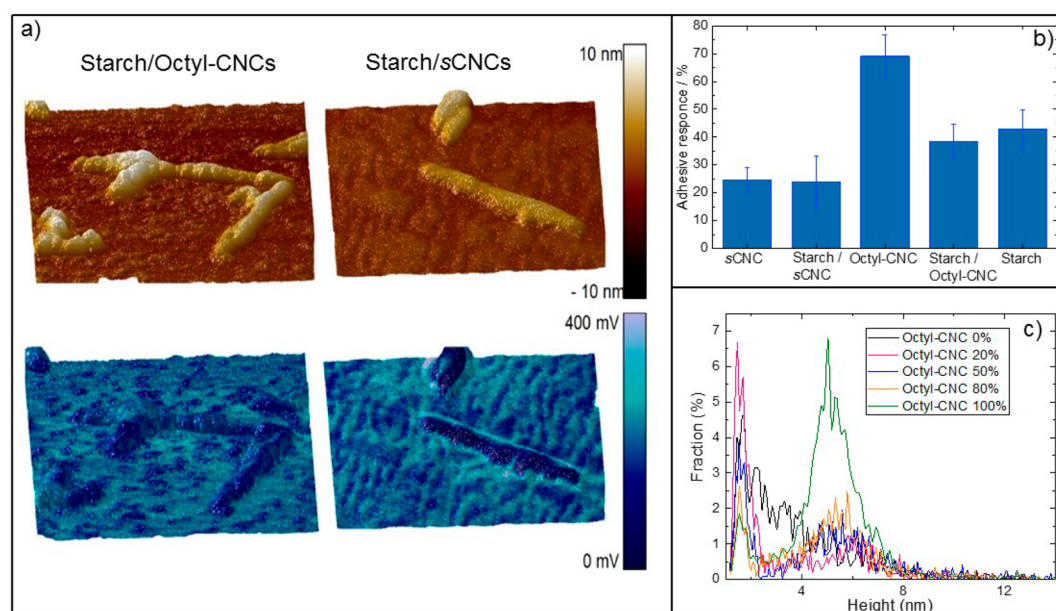 a)
Starch/Octyl-CNCs
Starch/sCNCs
10 nm
- 10 nm
400 mV
0 mV
b)
Adhesive responce / %
80
70
60
50
40
30
20
10
0
sCNC
Starch /
sCNC
Octyl-CNC
Starch /
Octyl-CNC
Starch
c)
Fraction (%)
7
6
5
4
3
2
1
0
Octyl-CNC 0%
Octyl-CNC 20%
Octyl-CNC 50%
Octyl-CNC 80%
Octyl-CNC 100%
4
8
12
Height (nm)